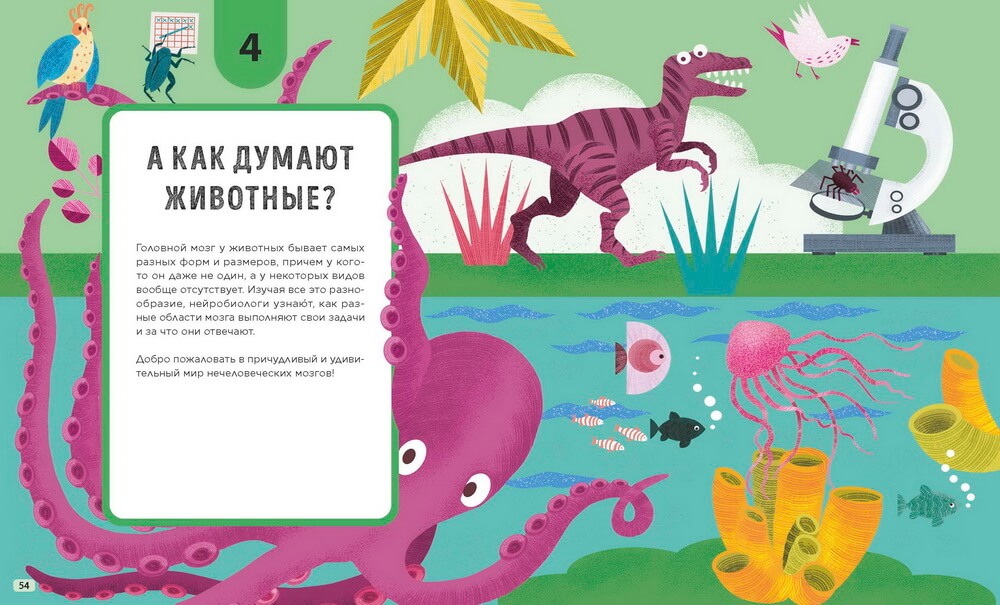 4
А КАК ДУМАЮТ
ЖИВОТНЫЕ?
Головной мозг у животных бывает самых
разных форм и размеров, причем у кого-
то он даже не один, а у некоторых видов
вообще отсутствует. Изучая все это разно-
образие, нейробиологи узнаю́т, как раз-
ные области мозга выполняют свои задачи
и за что они отвечают.
Добро пожаловать в причудливый и удиви-
тельный мир нечеловеческих мозгов!
54